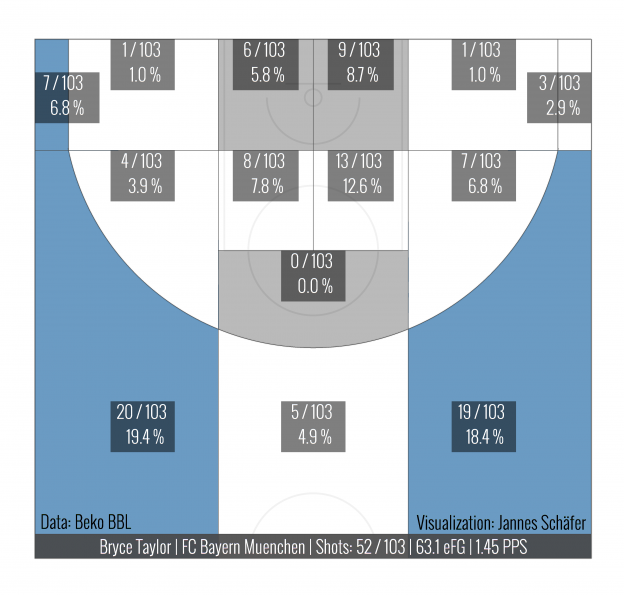 1 / 103
1.0 %
6 / 103
5.8 %
9 / 103
8.7 %
1 / 103
1.0 %
7 / 103
6.8 %
3 / 103
2.9 %
4 / 103
3.9 %
8 / 103
7.8 %
13 / 103
12.6 %
7 / 103
6.8 %
0 / 103
0.0 %
20 / 103
19.4 %
5 / 103
4.9 %
19 / 103
18.4 %
Data: Beko BBL
Visualization: Jannes Schäfer
Bryce Taylor | FC Bayern Muenchen | Shots: 52 / 103 | 63.1 eFG | 1.45 PPS